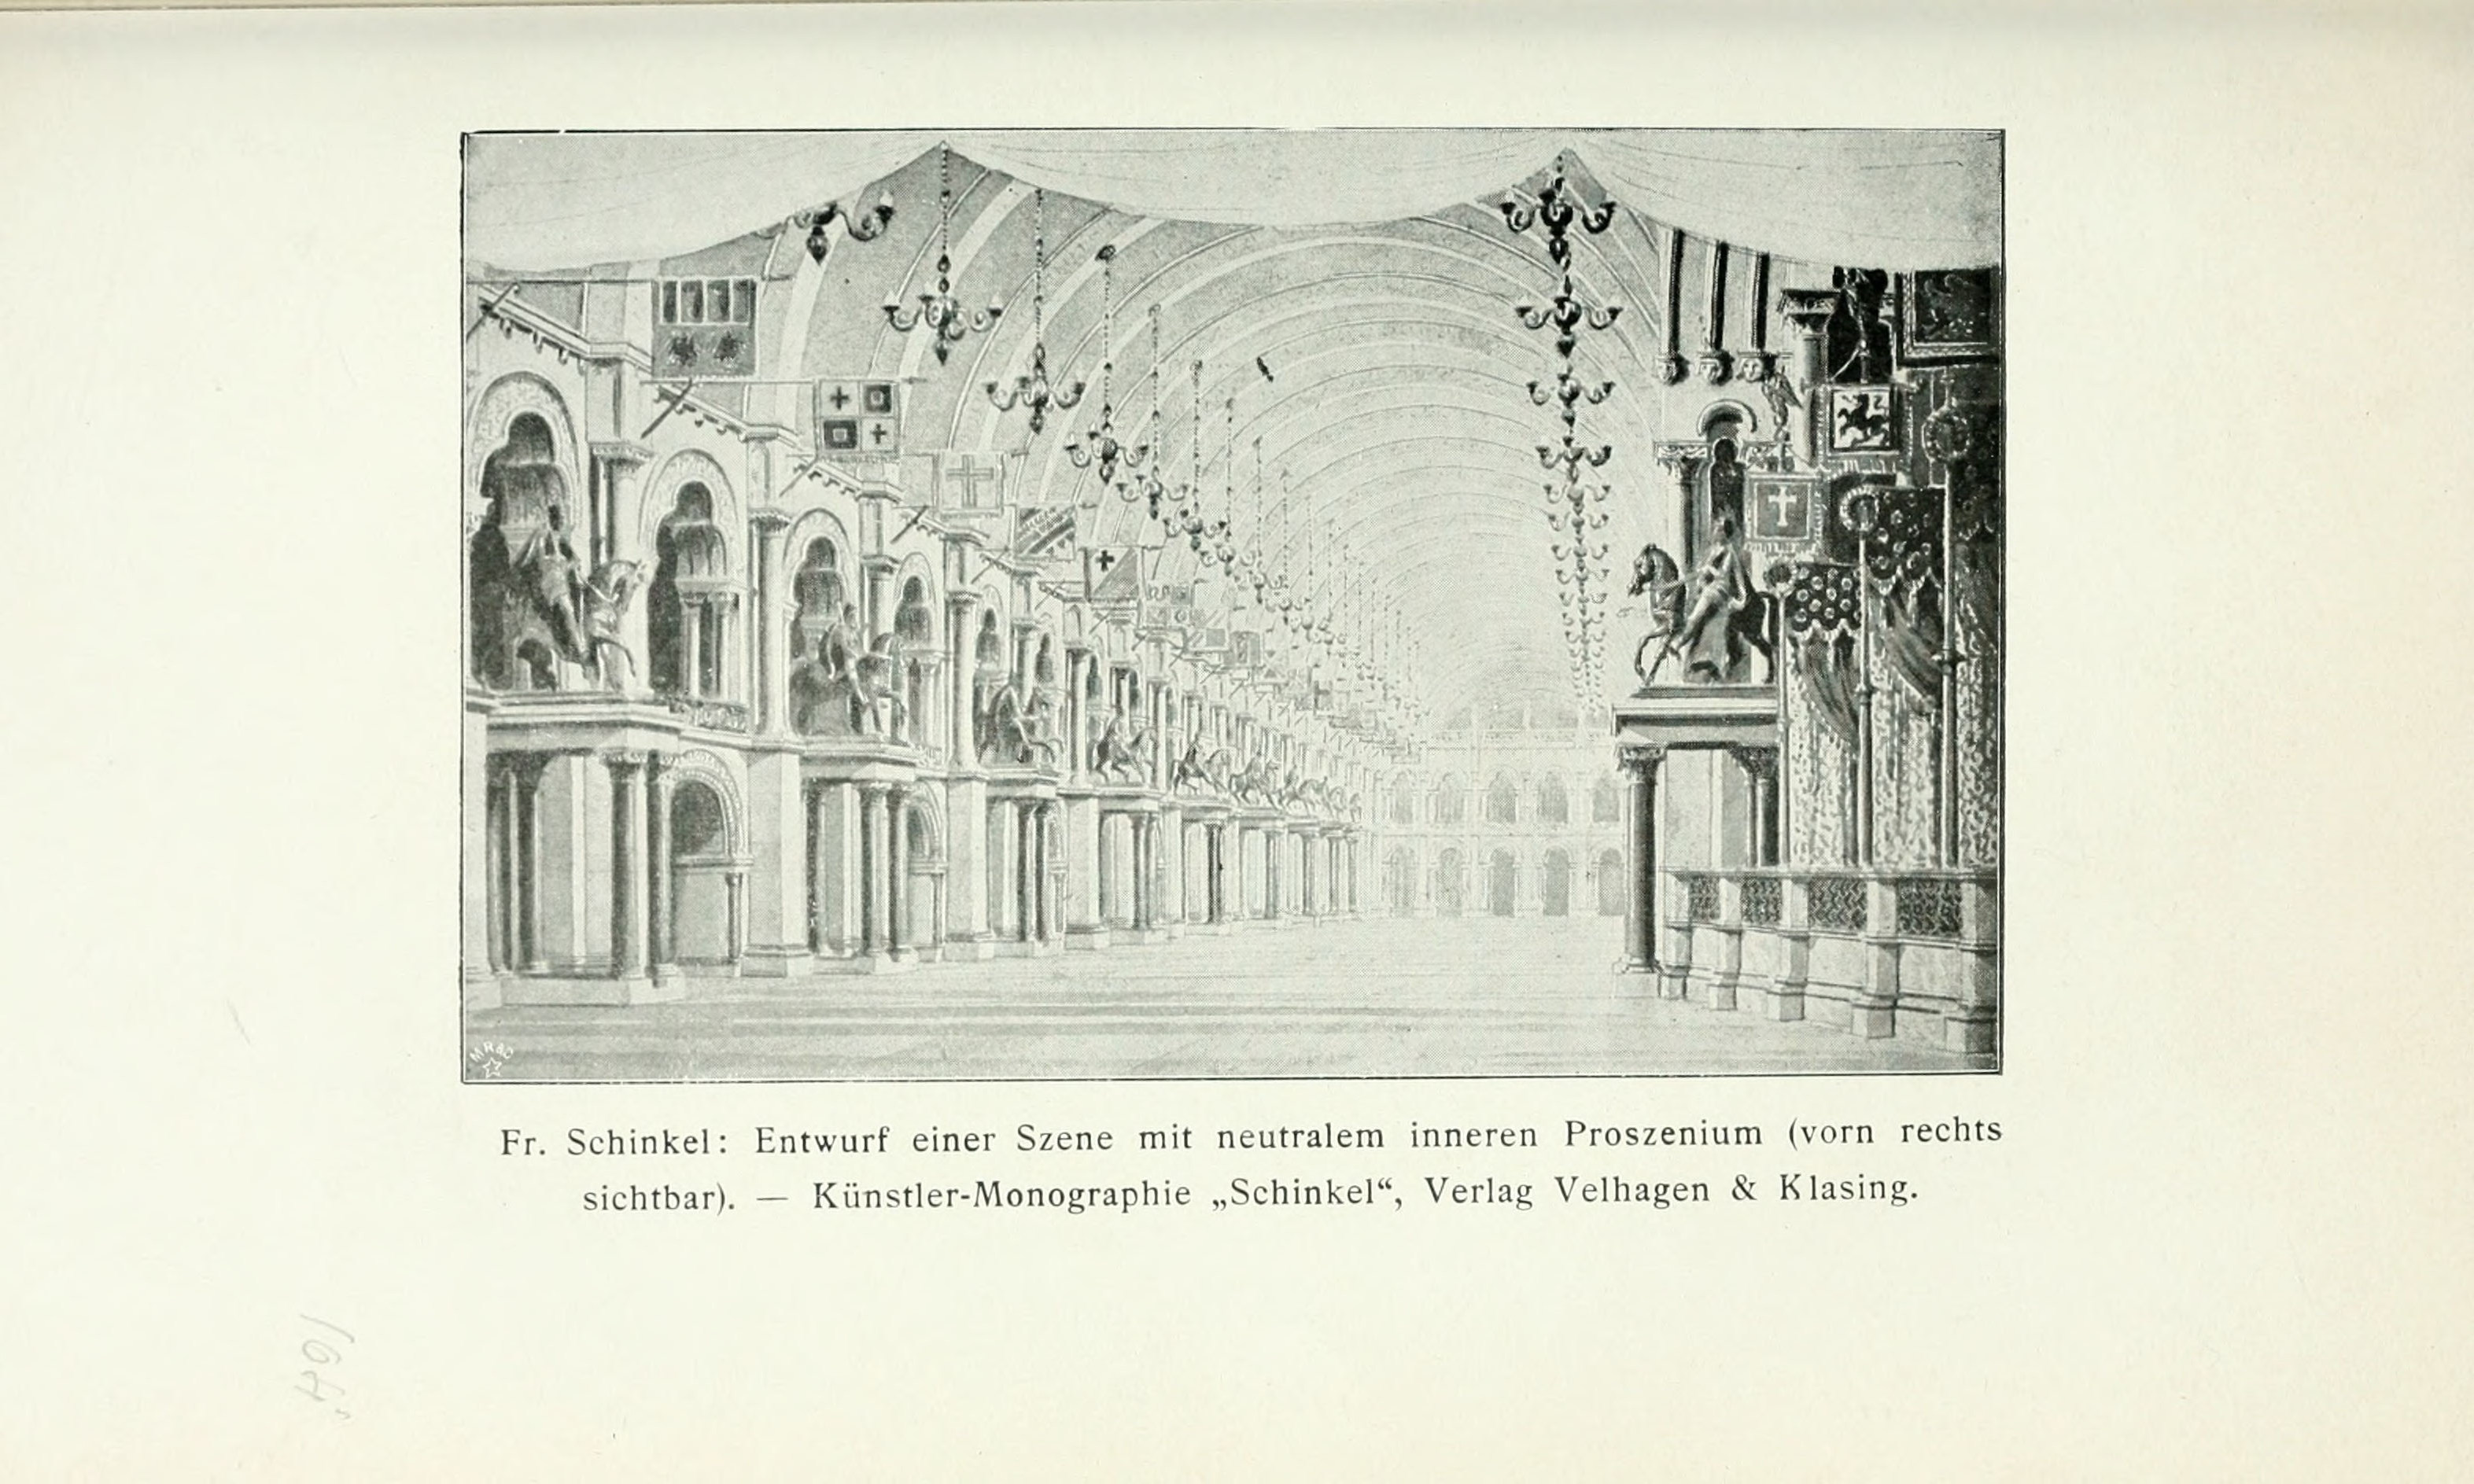 Fr. Schinkel: Entwurf einer Szene mit neutralem inneren Proszenium (vorn rechts
sichtbar). — Künstler-Monographie „Schinkel“, Verlag Velhagen & Klasing.